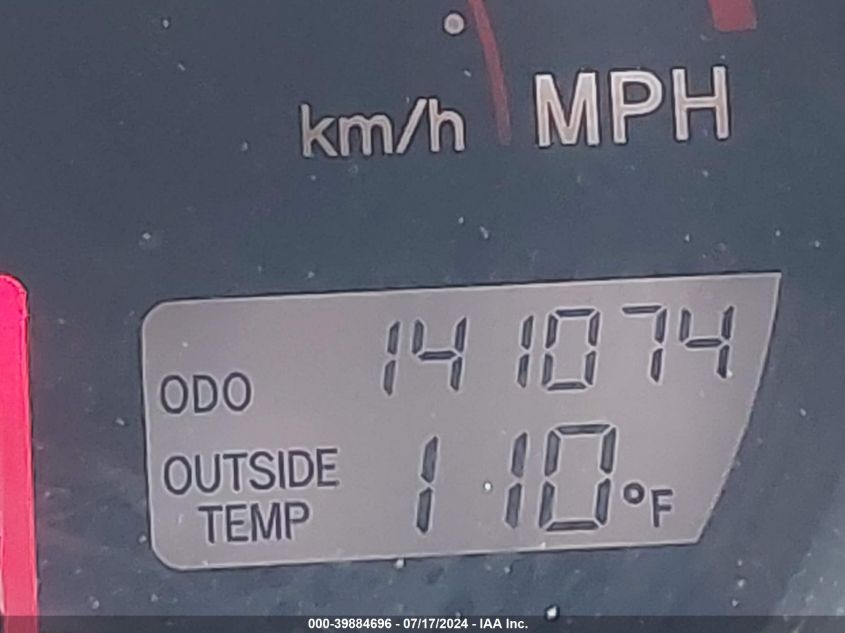 km/h MPH
ODO 141074
OUTSIDE TEMP 110°F
000-39884696 - 07/17/2024 - IAA Inc.